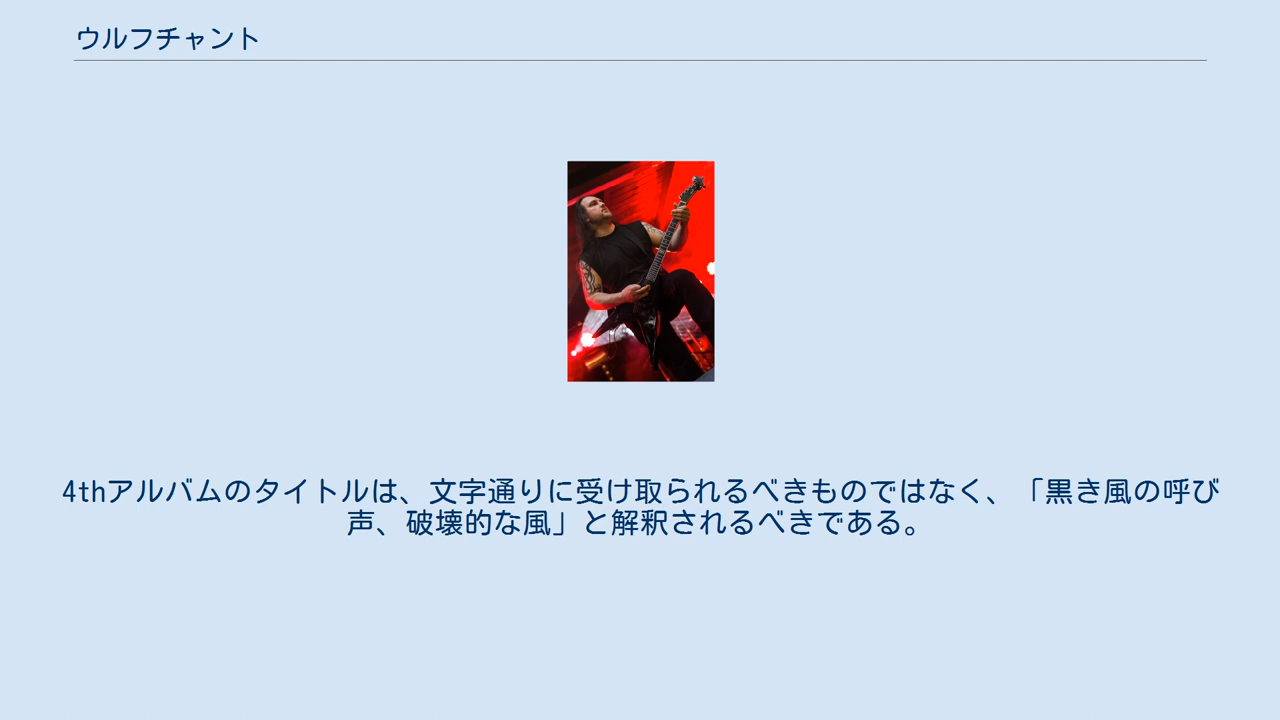 ウルフチャント
4thアルバムのタイトルは、文字通りに受け取られるべきものではなく、「黒き風の呼び
声、破壊的な風」と解釈されるべきである。